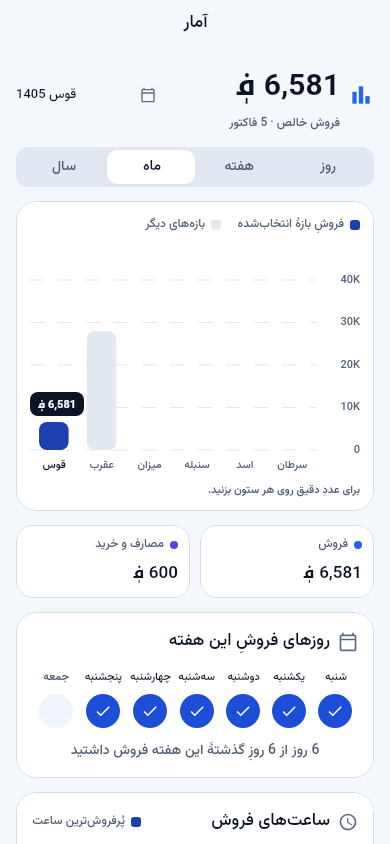 آمار
6,581 ؋
فروش خالص · 5 فاکتور
قوس 1405
روز
هفته
ماه
سال
فروشِ بازهٔ انتخاب‌شده
بازه‌های دیگر
40K
30K
20K
10K
0
6,581 ؋
سرطان
اسد
سنبله
میزان
عقرب
قوس
برای عددِ دقیق روی هر ستون بزنید.
فروش
6,581 ؋
مصارف و خرید
600 ؋
روزهای فروشِ این هفته
شنبه
یکشنبه
دوشنبه
سه‌شنبه
چهارشنبه
پنجشنبه
جمعه
6 روز از 6 روزِ گذشتهٔ این هفته فروش داشتید
ساعت‌های فروش
پُرفروش‌ترین ساعت